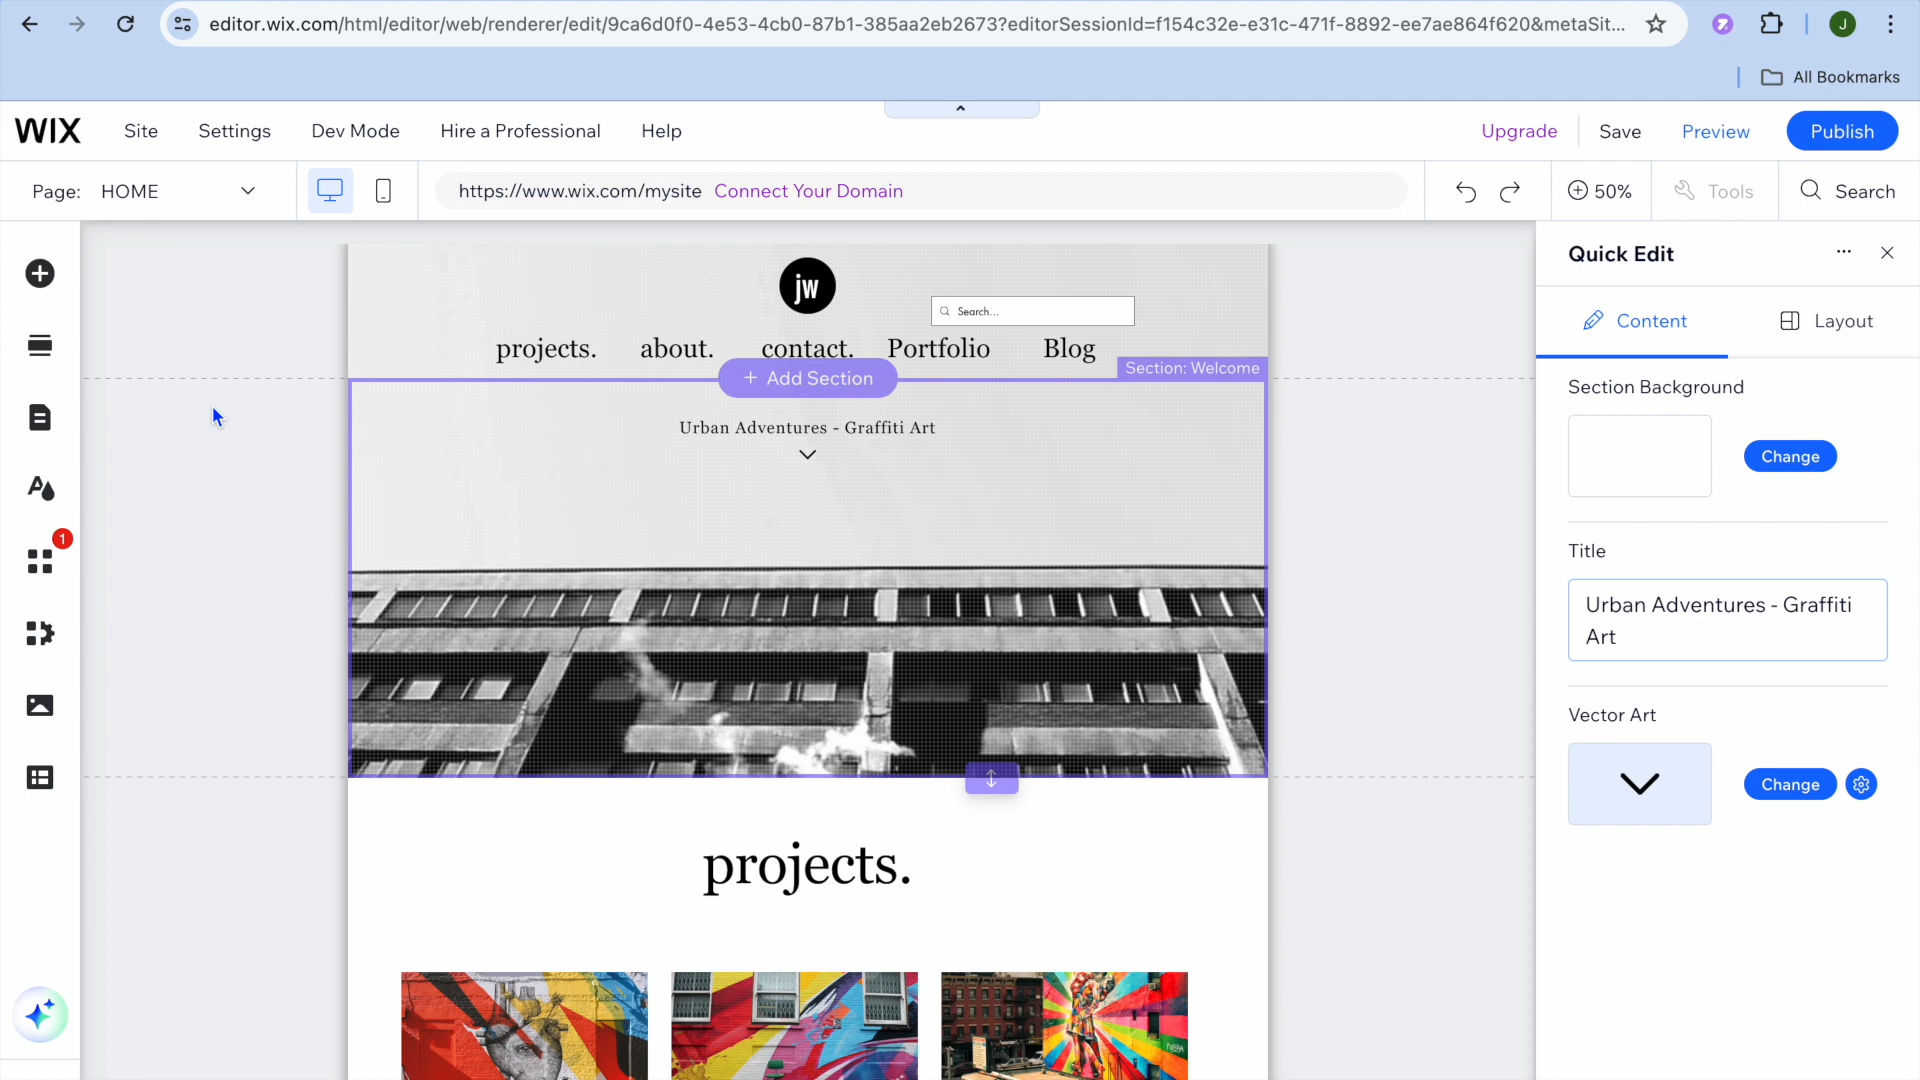 editor.wix.com/html/editor/web/renderer/edit/9ca6d0f0-4e53-4cb0-87b1-385aa2eb2673?editorSessionId=f154c32e-e31c-471f-8892-ee7ae864f620&metaSit...
J
All Bookmarks
WIX
Site
Settings
Dev Mode
Hire a Professional
Help
Upgrade
Save
Preview
Publish
Page: HOME
https://www.wix.com/mysite Connect Your Domain
50%
Tools
Search
jw
Search...
projects.
about.
contact.
Portfolio
Blog
+ Add Section
Section: Welcome
Urban Adventures - Graffiti Art
1
projects.
Quick Edit
Content
Layout
Section Background
Change
Title
Urban Adventures - Graffiti
Art
Vector Art
Change